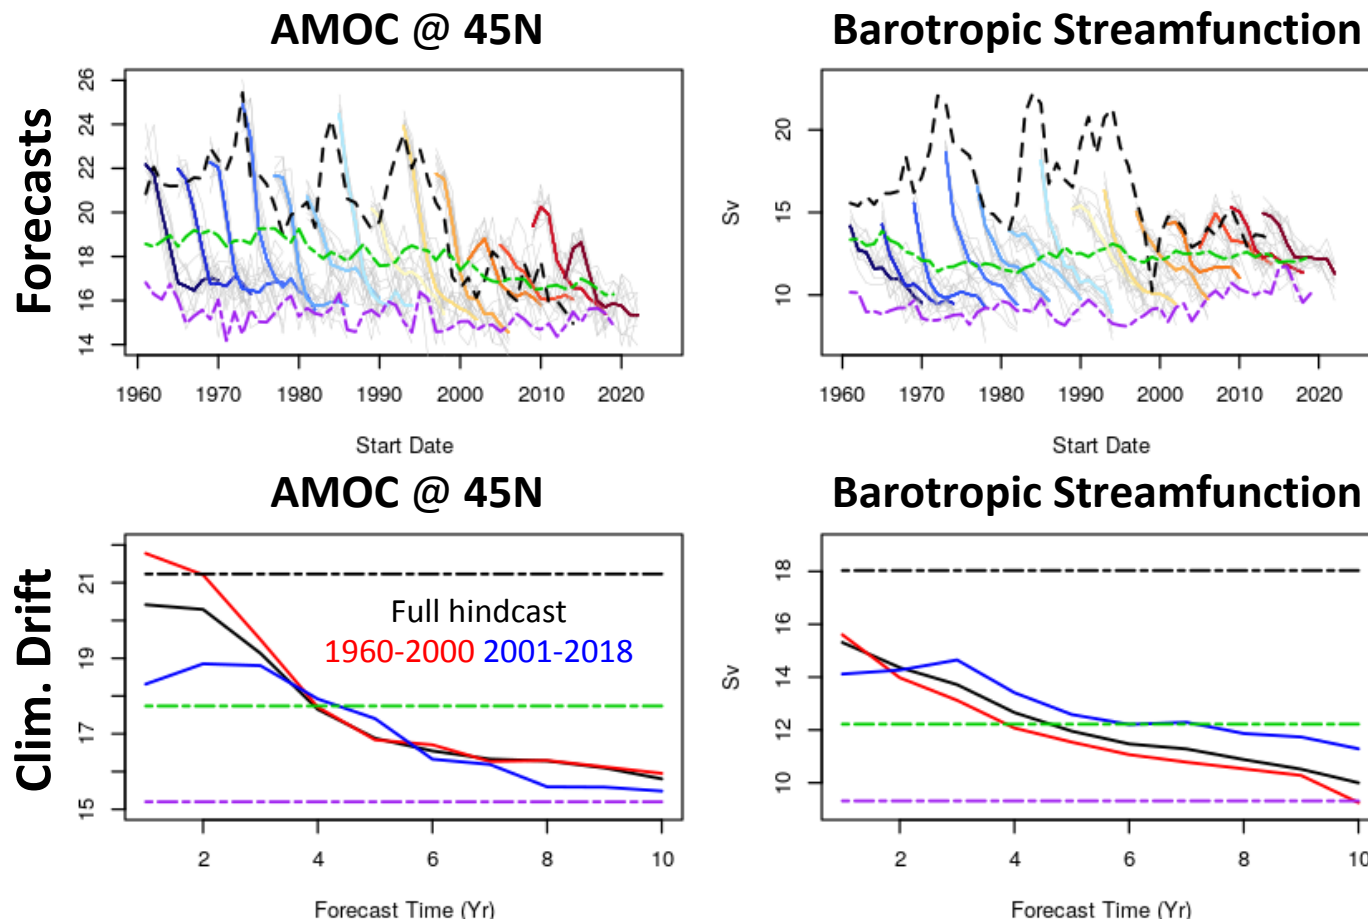 AMOC @ 45N
Barotropic Streamfunction
Forecasts
26
24
22
20
18
16
14
1960 1970 1980 1990 2000 2010 2020
Start Date
Sv
20
15
10
1960 1970 1980 1990 2000 2010 2020
Start Date
AMOC @ 45N
Barotropic Streamfunction
Clim. Drift
21
19
17
15
Full hindcast
1960-2000 2001-2018
2 4 6 8 10
Forecast Time (Yr)
Sv
18
16
14
12
10
2 4 6 8 10
Forecast Time (Yr)